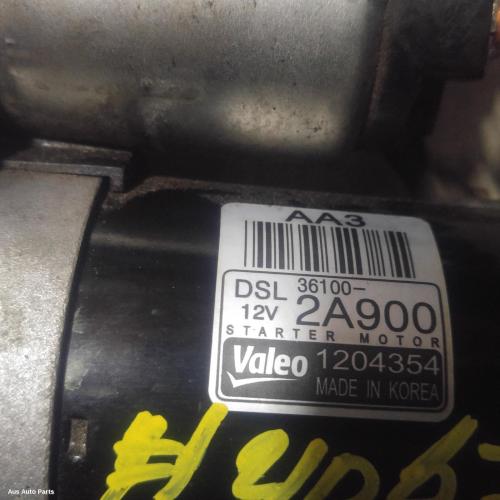 AA3
DSL 36100-
12V 2A900
STARTER MOTOR
Valeo 1204354
MADE IN KOREA
Aus Auto Parts